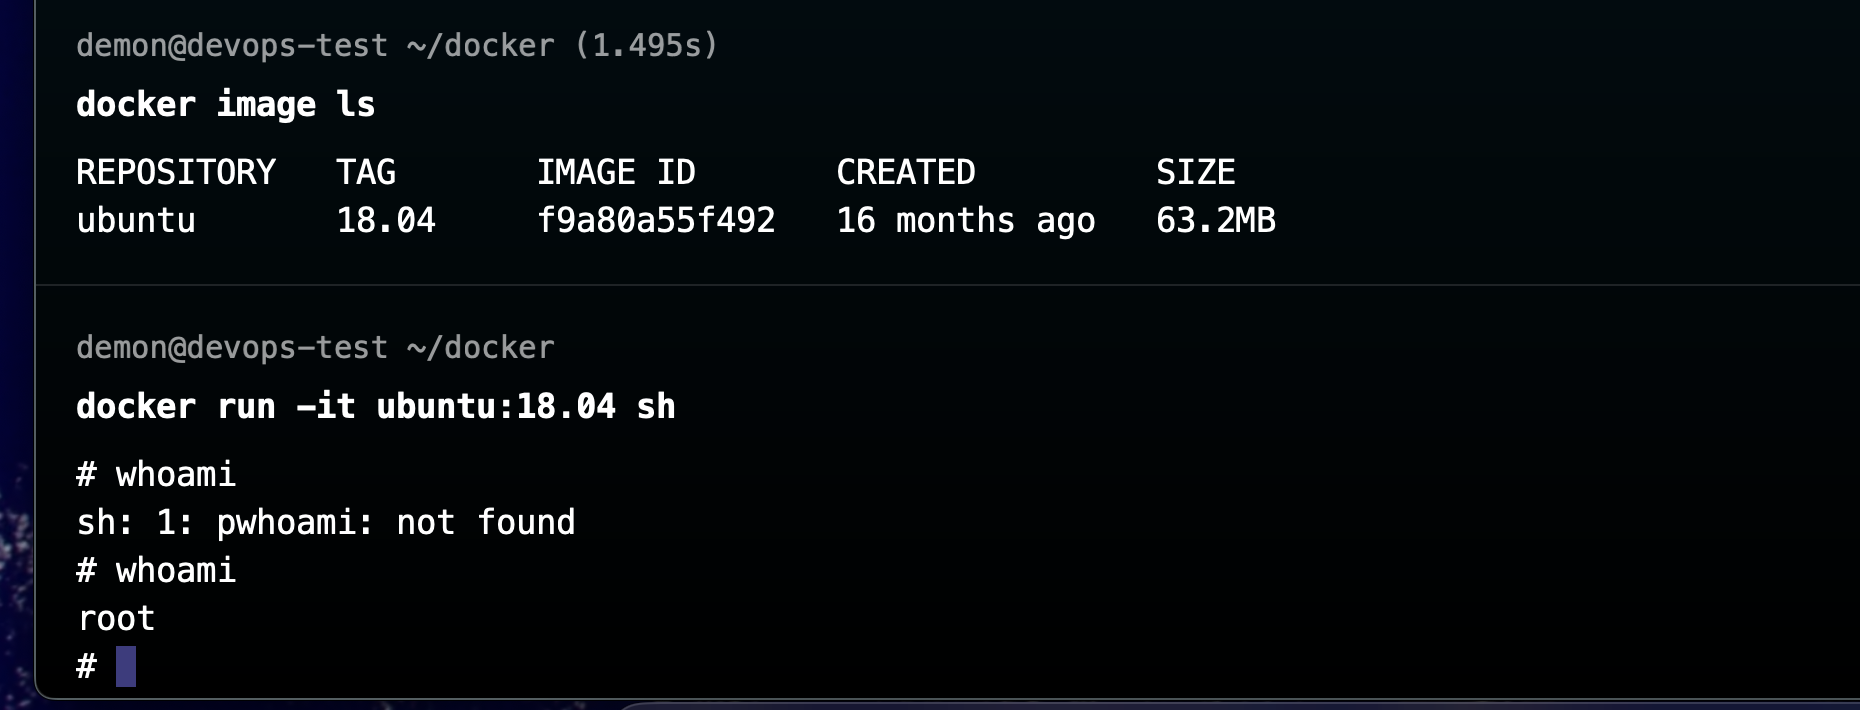 demon@devops-test ~/docker (1.495s)
docker image ls
REPOSITORY   TAG       IMAGE ID       CREATED         SIZE
ubuntu       18.04     f9a80a55f492   16 months ago   63.2MB
demon@devops-test ~/docker
docker run -it ubuntu:18.04 sh
# whoami
sh: 1: pwhoami: not found
# whoami
root
#